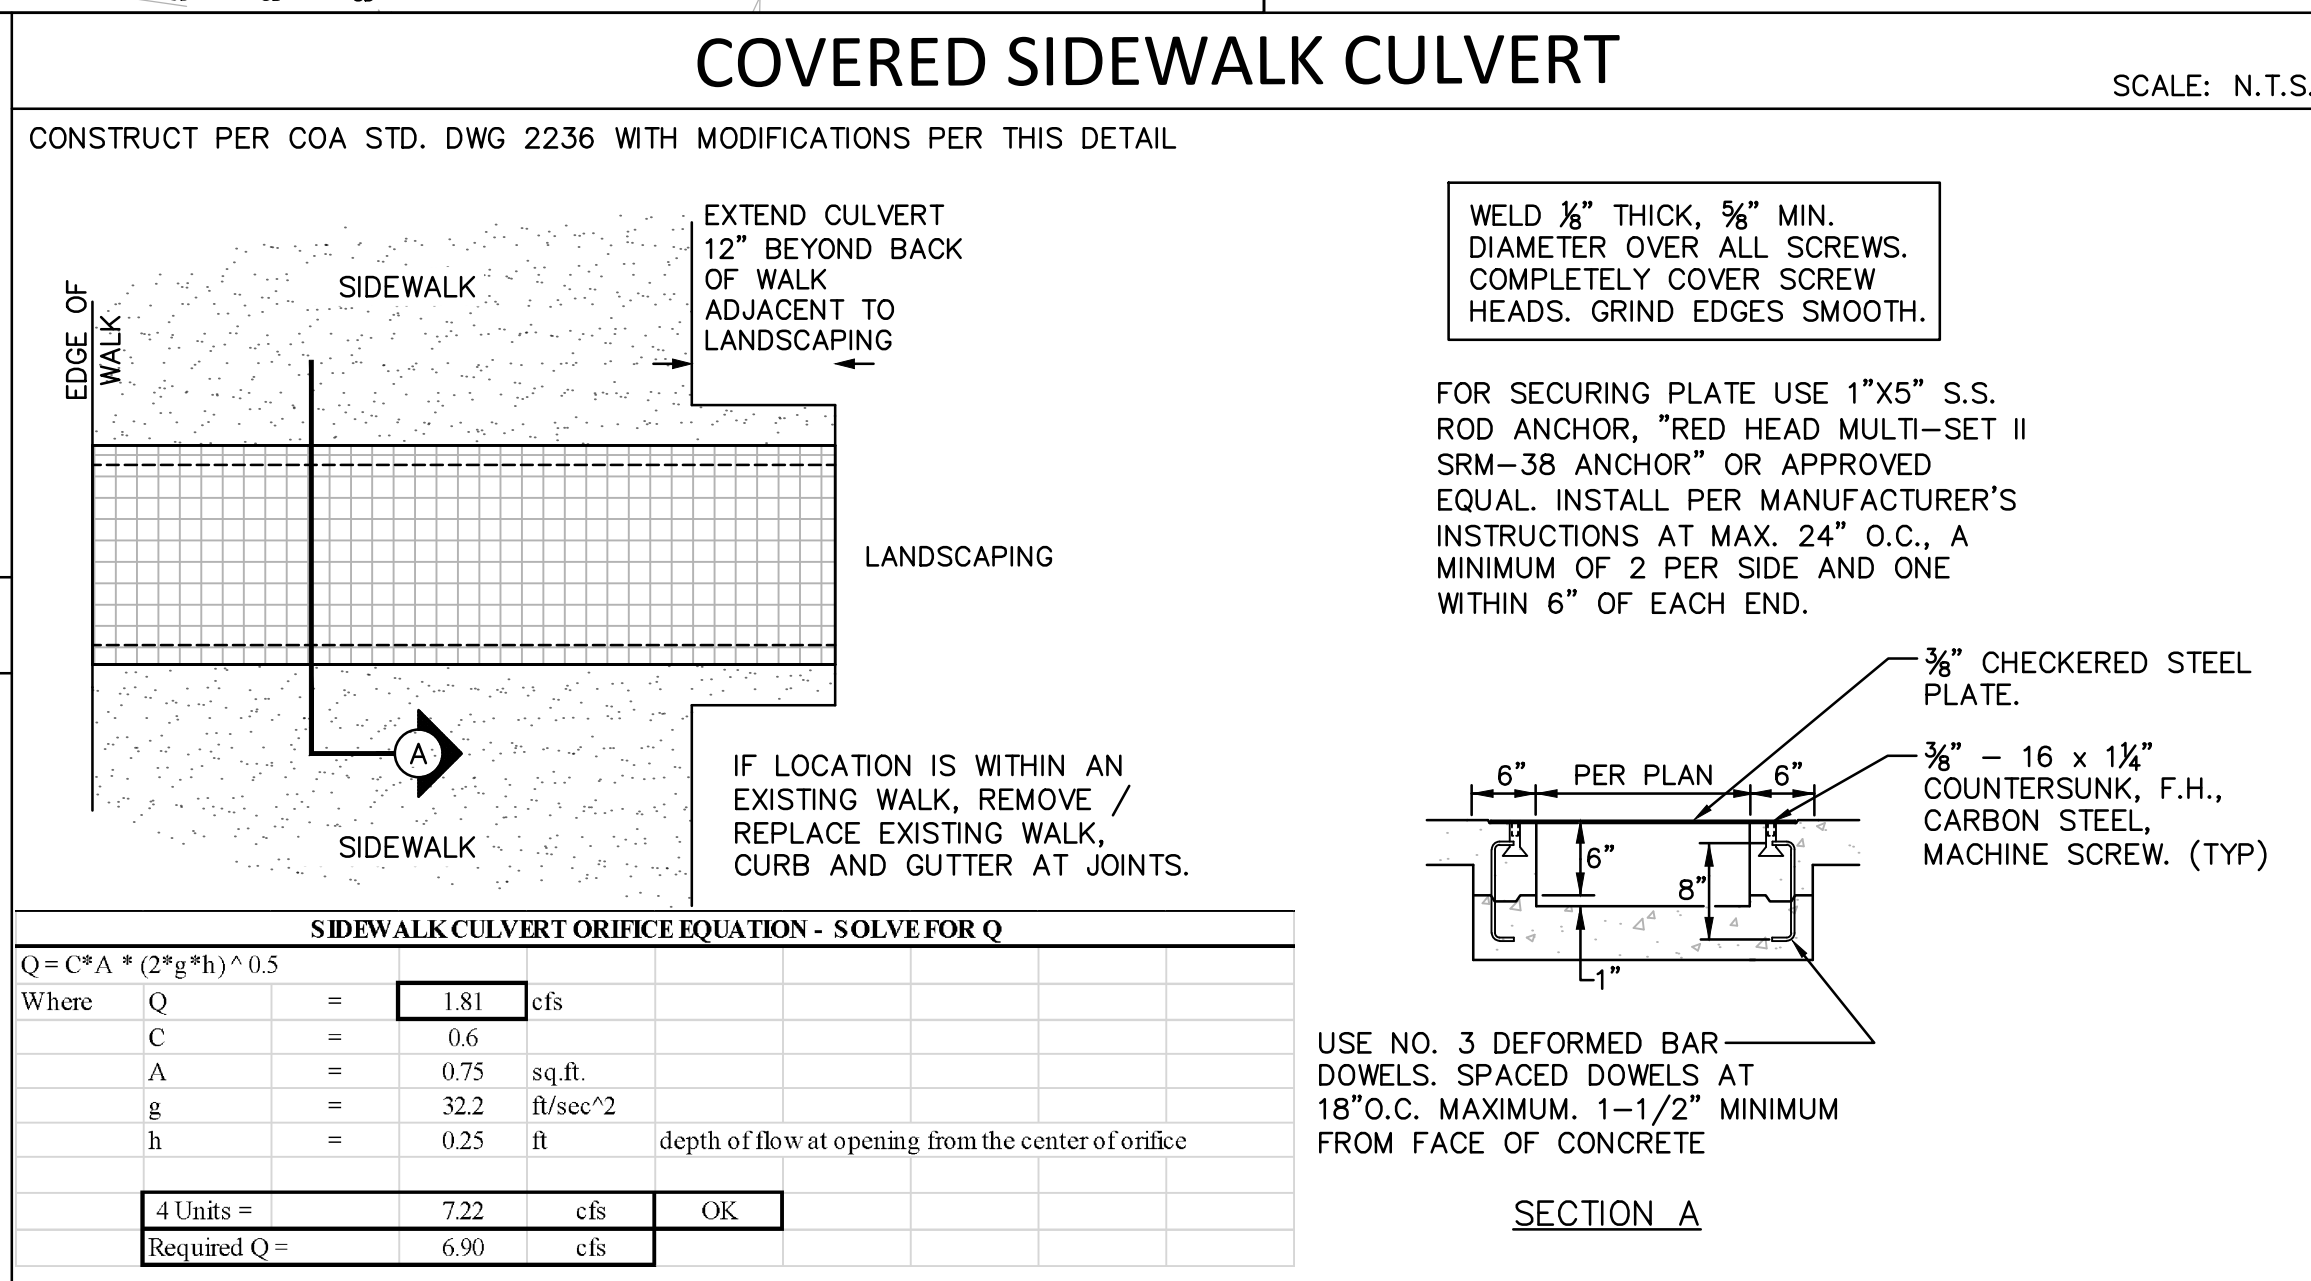 COVERED SIDEWALK CULVERT
SCALE: N.T.S.
CONSTRUCT PER COA STD. DWG 2236 WITH MODIFICATIONS PER THIS DETAIL
EDGE OF
WALK
SIDEWALK
EXTEND CULVERT
12” BEYOND BACK
OF WALK
ADJACENT TO
LANDSCAPING
LANDSCAPING
A
SIDEWALK
IF LOCATION IS WITHIN AN
EXISTING WALK, REMOVE /
REPLACE EXISTING WALK,
CURB AND GUTTER AT JOINTS.
WELD ⅛” THICK, ⅝” MIN.
DIAMETER OVER ALL SCREWS.
COMPLETELY COVER SCREW
HEADS. GRIND EDGES SMOOTH.
FOR SECURING PLATE USE 1”X5” S.S.
ROD ANCHOR, ”RED HEAD MULTI-SET II
SRM-38 ANCHOR” OR APPROVED
EQUAL. INSTALL PER MANUFACTURER’S
INSTRUCTIONS AT MAX. 24” O.C., A
MINIMUM OF 2 PER SIDE AND ONE
WITHIN 6” OF EACH END.
⅜” CHECKERED STEEL
PLATE.
⅜” – 16 x 1¼”
COUNTERSUNK, F.H.,
CARBON STEEL,
MACHINE SCREW. (TYP)
6” PER PLAN 6”
6”
8”
1”
USE NO. 3 DEFORMED BAR
DOWELS. SPACED DOWELS AT
18”O.C. MAXIMUM. 1-1/2” MINIMUM
FROM FACE OF CONCRETE
SECTION A
SIDEWALK CULVERT ORIFICE EQUATION - SOLVE FOR Q
Q = C*A * (2*g*h) ^ 0.5
Where Q = 1.81 cfs
C = 0.6
A = 0.75 sq.ft.
g = 32.2 ft/sec^2
h = 0.25 ft depth of flow at opening from the center of orifice
4 Units = 7.22 cfs OK
Required Q = 6.90 cfs